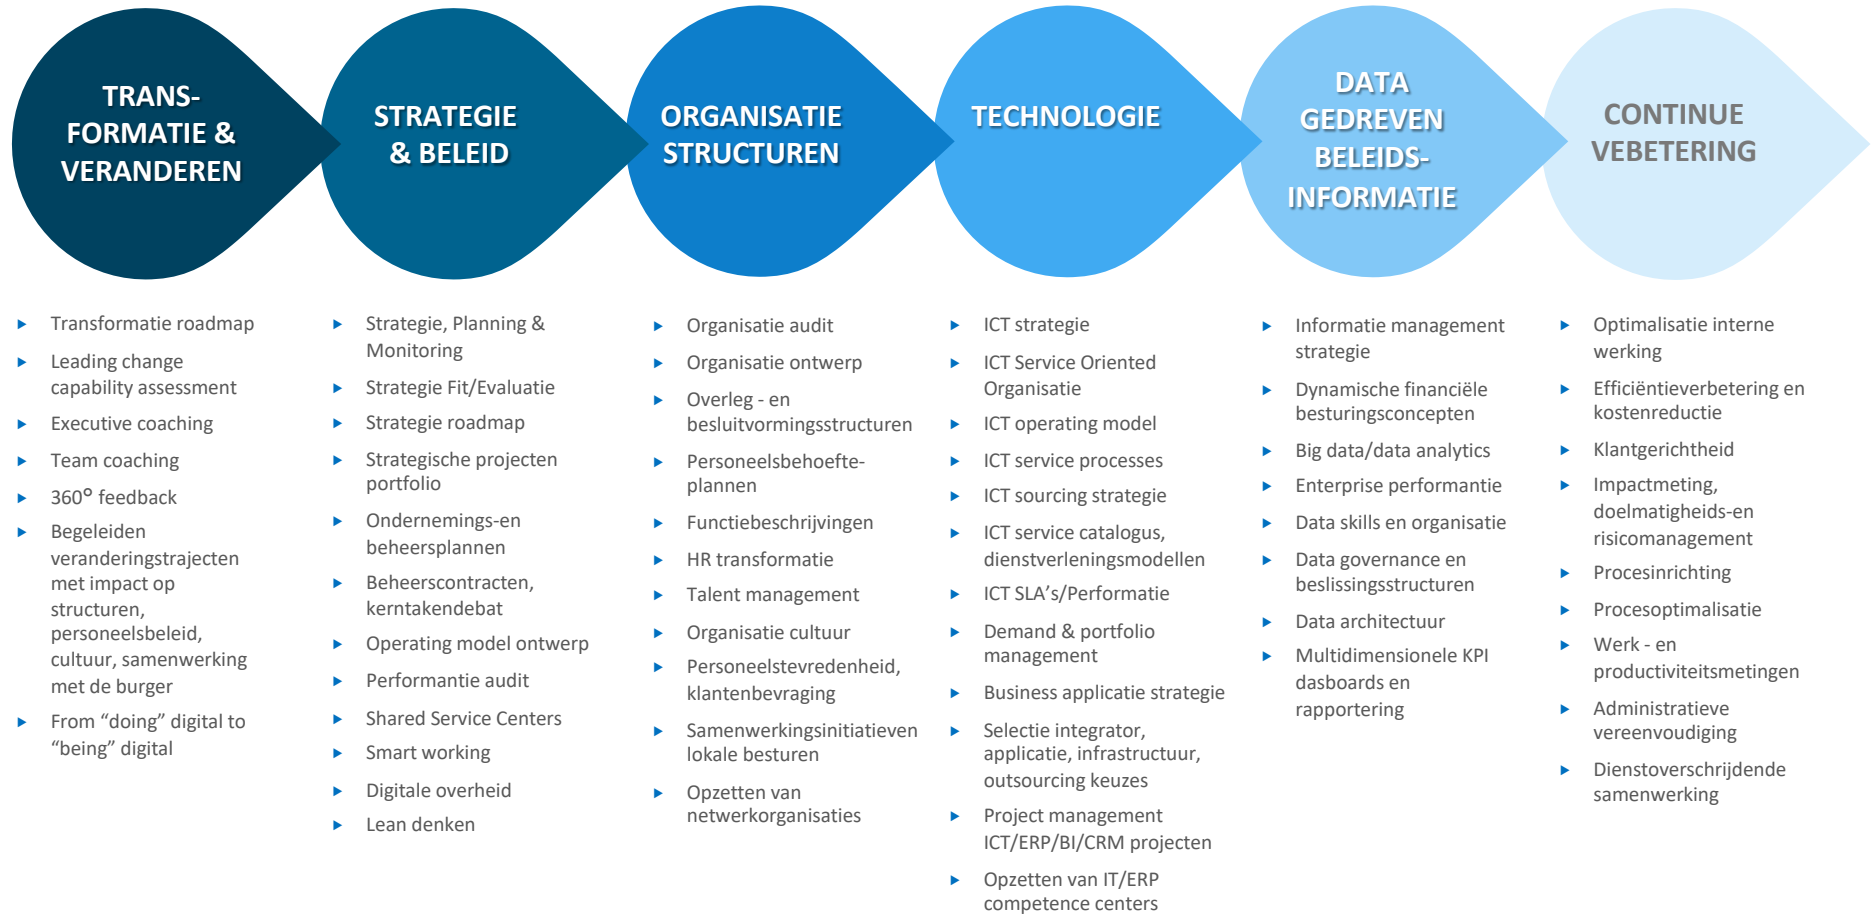 TRANS-
FORMATIE &
VERANDEREN
STRATEGIE
& BELEID
ORGANISATIE
STRUCTUREN
TECHNOLOGIE
DATA
GEDREVEN
BELEIDS-
INFORMATIE
CONTINUE
VEBETERING
Transformatie roadmap
Leading change
capability assessment
Executive coaching
Team coaching
360° feedback
Begeleiden
veranderingstrajecten
met impact op
structuren,
personeelsbeleid,
cultuur, samenwerking
met de burger
From “doing” digital to
“being” digital
Strategie, Planning &
Monitoring
Strategie Fit/Evaluatie
Strategie roadmap
Strategische projecten
portfolio
Ondernemings-en
beheersplannen
Beheerscontracten,
kerntakendebat
Operating model ontwerp
Performantie audit
Shared Service Centers
Smart working
Digitale overheid
Lean denken
Organisatie audit
Organisatie ontwerp
Overleg - en
besluitvormingsstructuren
Personeelsbehoefte-
plannen
Functiebeschrijvingen
HR transformatie
Talent management
Organisatie cultuur
Personeelstevredenheid,
klantenbevraging
Samenwerkingsinitiatieven
lokale besturen
Opzetten van
netwerkorganisaties
ICT strategie
ICT Service Oriented
Organisatie
ICT operating model
ICT service processes
ICT sourcing strategie
ICT service catalogus,
dienstverleningsmodellen
ICT SLA’s/Performatie
Demand & portfolio
management
Business applicatie strategie
Selectie integrator,
applicatie, infrastructuur,
outsourcing keuzes
Project management
ICT/ERP/BI/CRM projecten
Opzetten van IT/ERP
competence centers
Informatie management
strategie
Dynamische financiële
besturingsconcepten
Big data/data analytics
Enterprise performantie
Data skills en organisatie
Data governance en
beslissingsstructuren
Data architectuur
Multidimensionele KPI
dasboards en
rapportering
Optimalisatie interne
werking
Efficiëntieverbetering en
kostenreductie
Klantgerichtheid
Impactmeting,
doelmatigheids-en
risicomanagement
Procesinrichting
Procesoptimalisatie
Werk - en
productiviteitsmetingen
Administratieve
vereenvoudiging
Dienstoverschrijdende
samenwerking